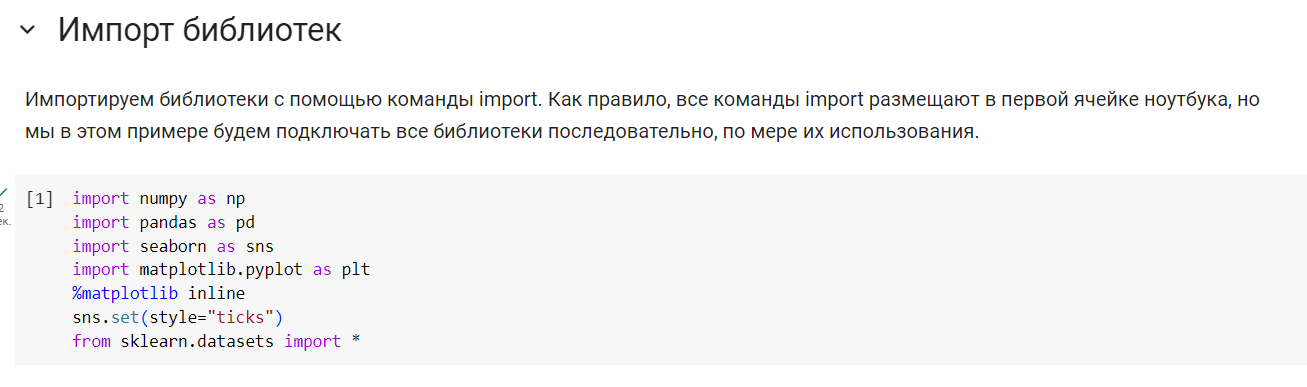 Импорт библиотек
Импортируем библиотеки с помощью команды import. Как правило, все команды import размещают в первой ячейке ноутбука, но
мы в этом примере будем подключать все библиотеки последовательно, по мере их использования.
[1] import numpy as np
2 import pandas as pd
ек. import seaborn as sns
import matplotlib.pyplot as plt
%matplotlib inline
sns.set(style="ticks")
from sklearn.datasets import *